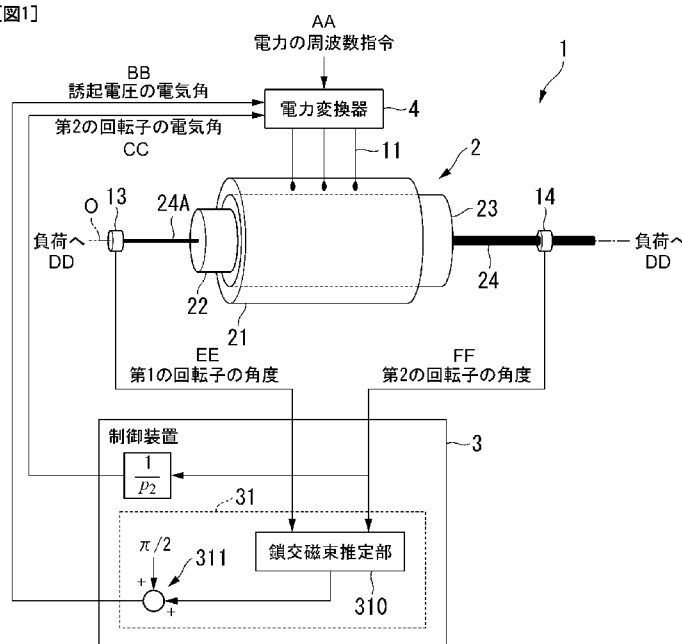 [図1]
AA
電力の周波数指令
1
BB
誘起電圧の電気角
電力変換器
4
第2の回転子の電気角
CC
11
2
O
13
24A
23
14
負荷へ
DD
負荷へ
DD
22
24
21
EE
第1の回転子の角度
FF
第2の回転子の角度
制御装置
3
1
p2
31
π/2
311
鎖交磁束推定部
+
+
310